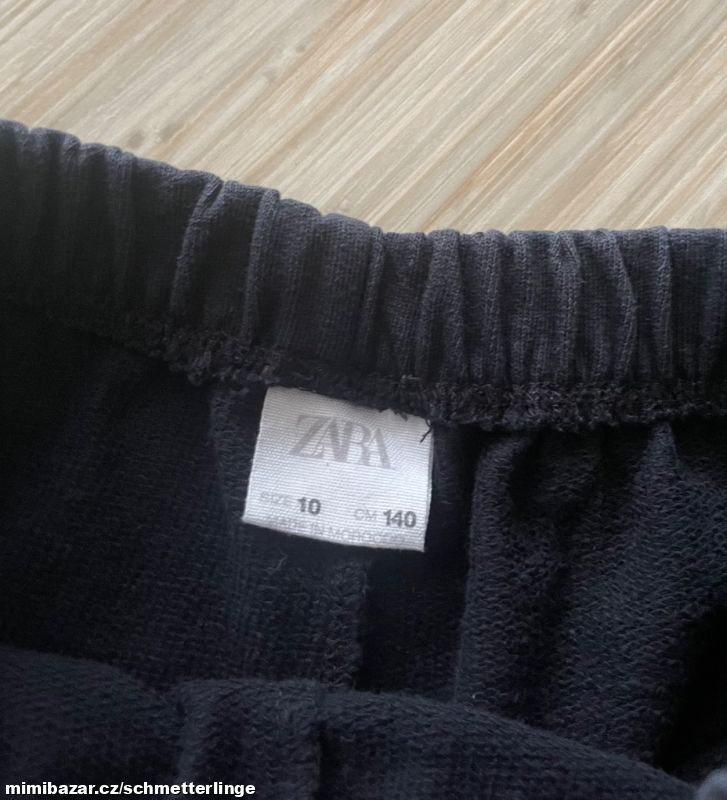 ZARA
SIZE 10 CM 140
MADE IN MOROCCO
mimibazar.cz/schmetterlinge